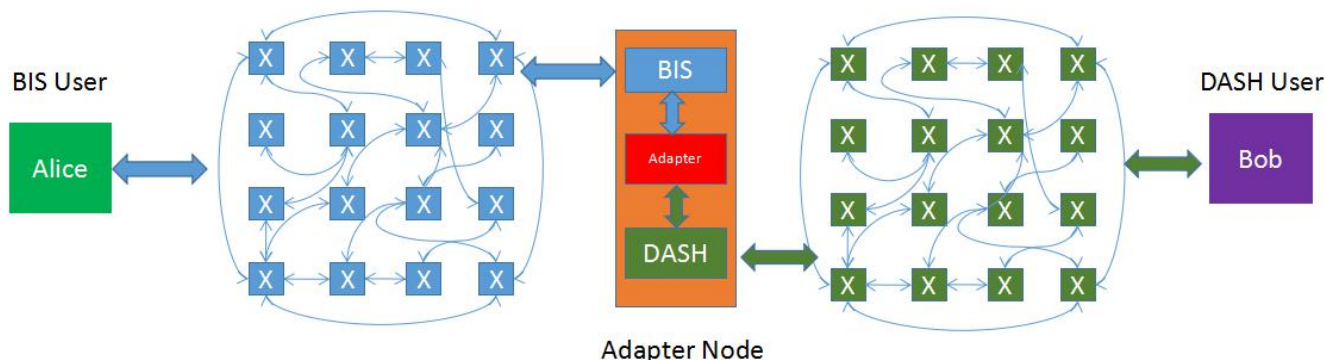 BIS User
Alice
X X X X
X X X X
X X X X
X X X X
BIS
Adapter
DASH
Adapter Node
X X X X
X X X X
X X X X
X X X X
DASH User
Bob